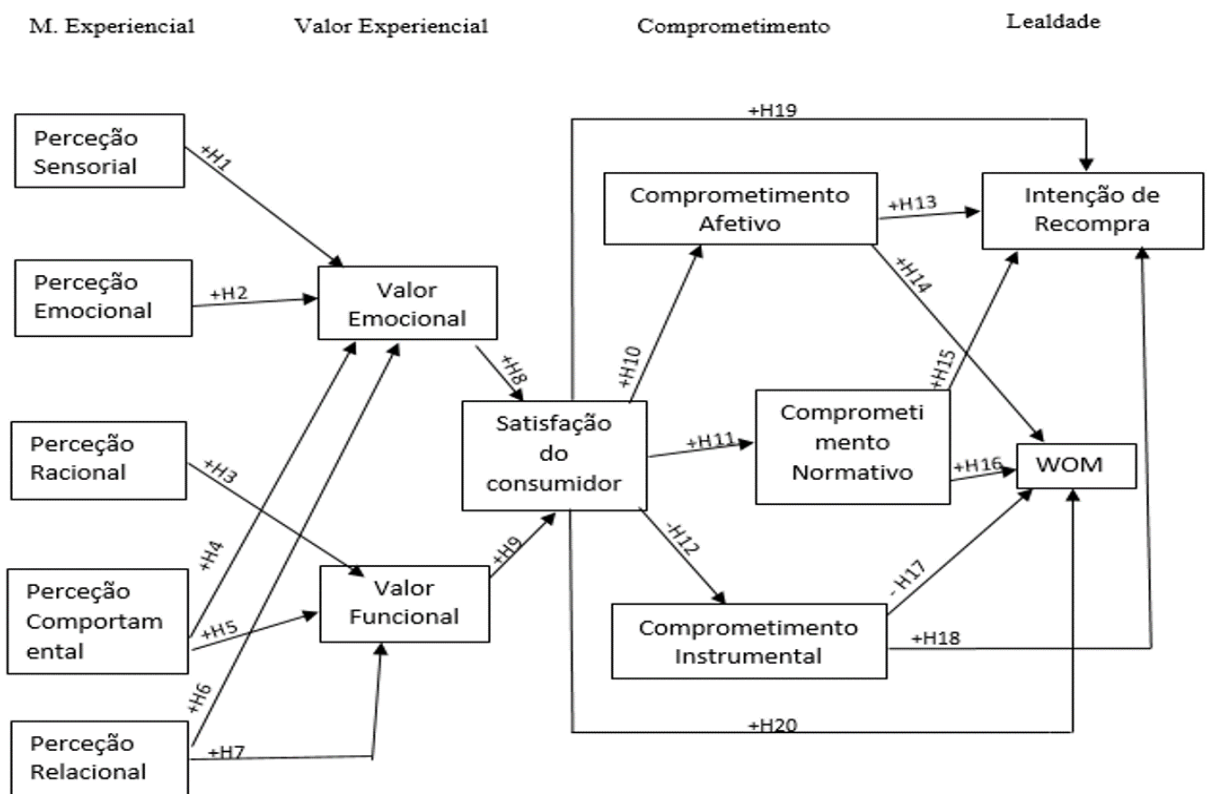 M. Experiencial
Valor Experiencial
Comprometimento
Lealdade
+H19
Perceção
Sensorial
+H1
Comprometimento
Afetivo
+H13
Intenção de
Recompra
Perceção
Emocional
+H2
Valor
Emocional
+H14
+H8
+H10
+H15
Perceção
Racional
+H3
Satisfação
do
consumidor
+H11
Comprometi
mento
Normativo
+H16
WOM
+H4
+H9
-H12
Perceção
Comportam
ental
+H5
Valor
Funcional
- H17
Comprometimento
Instrumental
+H18
+H6
Perceção
Relacional
+H7
+H20